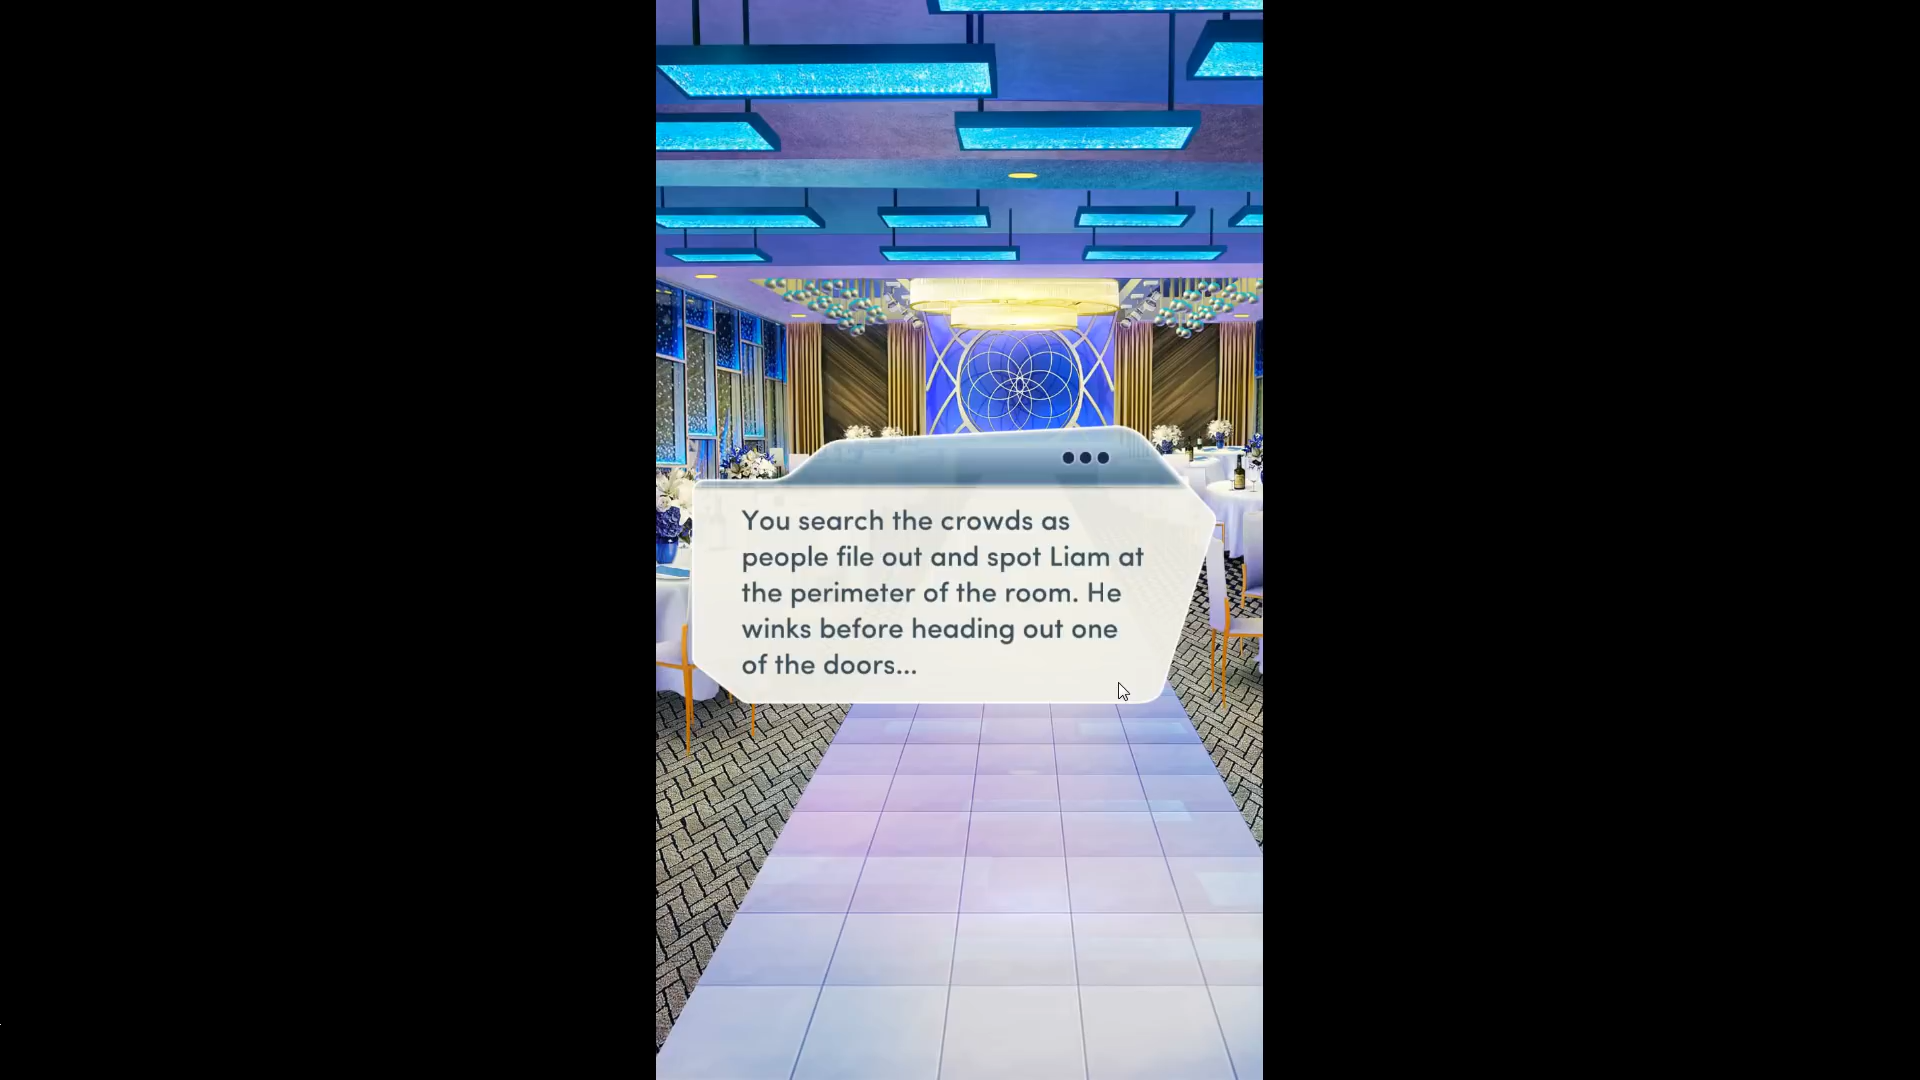 You search the crowds as
people file out and spot Liam at
the perimeter of the room. He
winks before heading out one
of the doors...